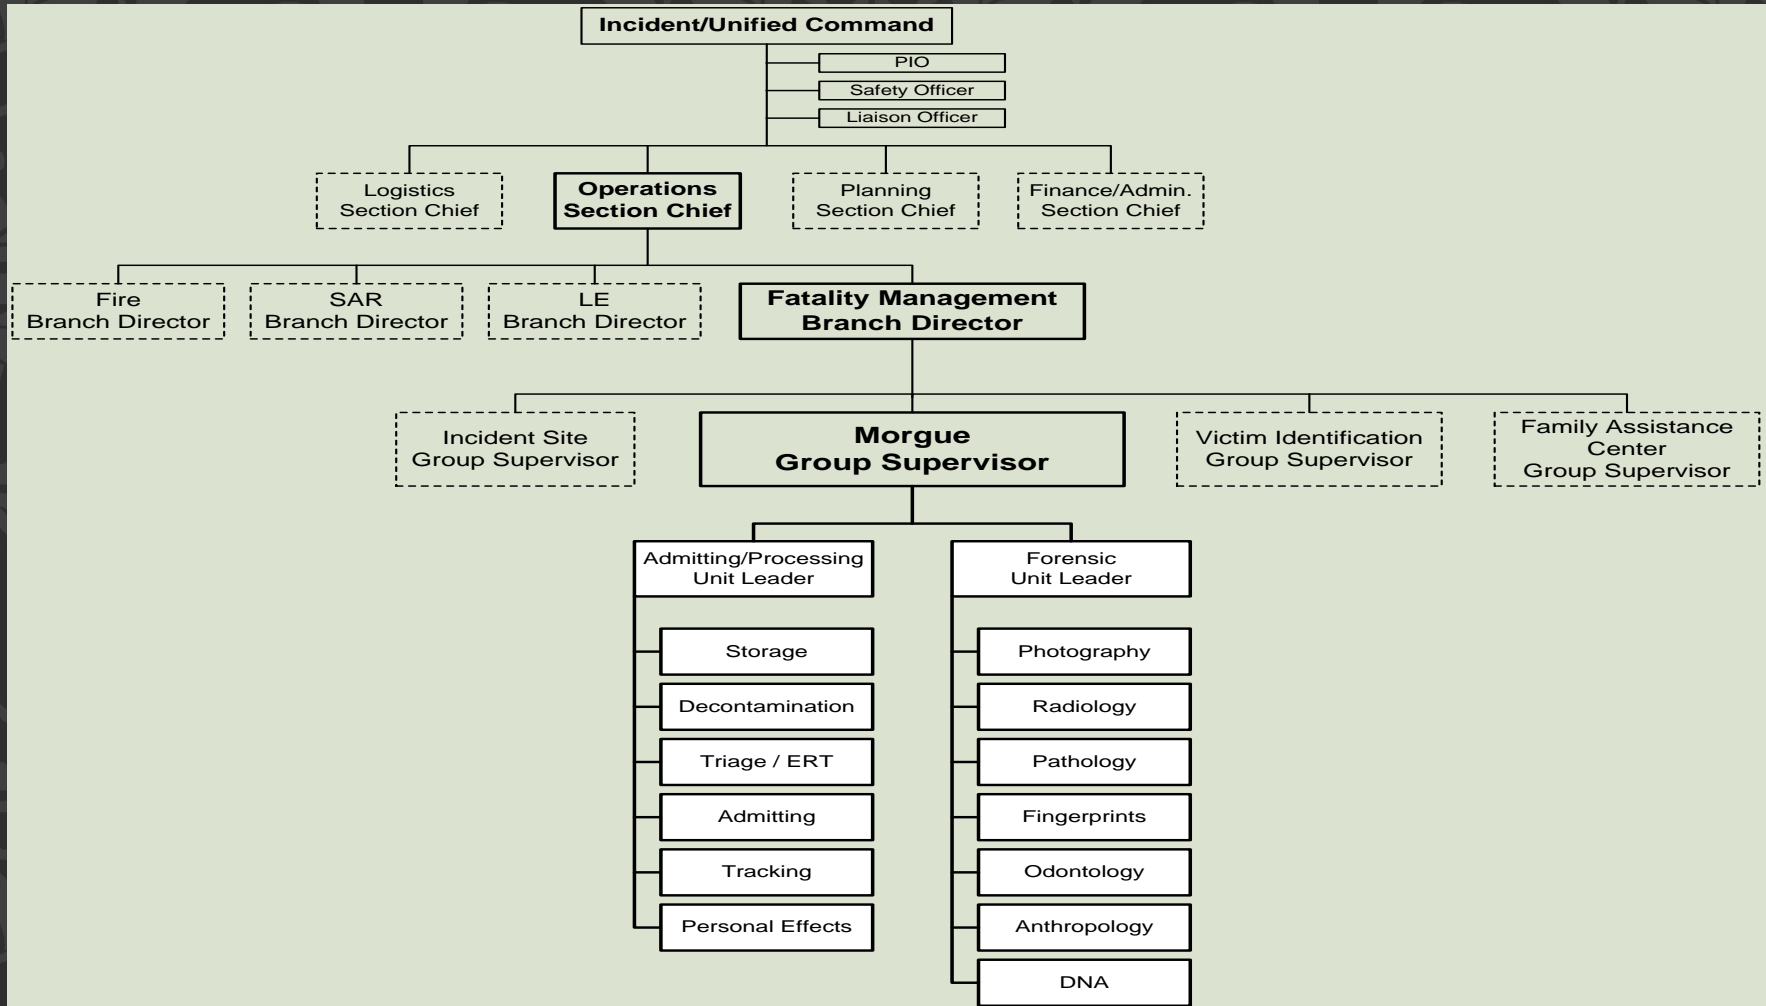 Incident/Unified Command
PIO
Safety Officer
Liaison Officer
Logistics
Section Chief
Operations
Section Chief
Planning
Section Chief
Finance/Admin.
Section Chief
Fire
Branch Director
SAR
Branch Director
LE
Branch Director
Fatality Management
Branch Director
Incident Site
Group Supervisor
Morgue
Group Supervisor
Victim Identification
Group Supervisor
Family Assistance
Center
Group Supervisor
Admitting/Processing
Unit Leader
Storage
Decontamination
Triage / ERT
Admitting
Tracking
Personal Effects
Forensic
Unit Leader
Photography
Radiology
Pathology
Fingerprints
Odontology
Anthropology
DNA